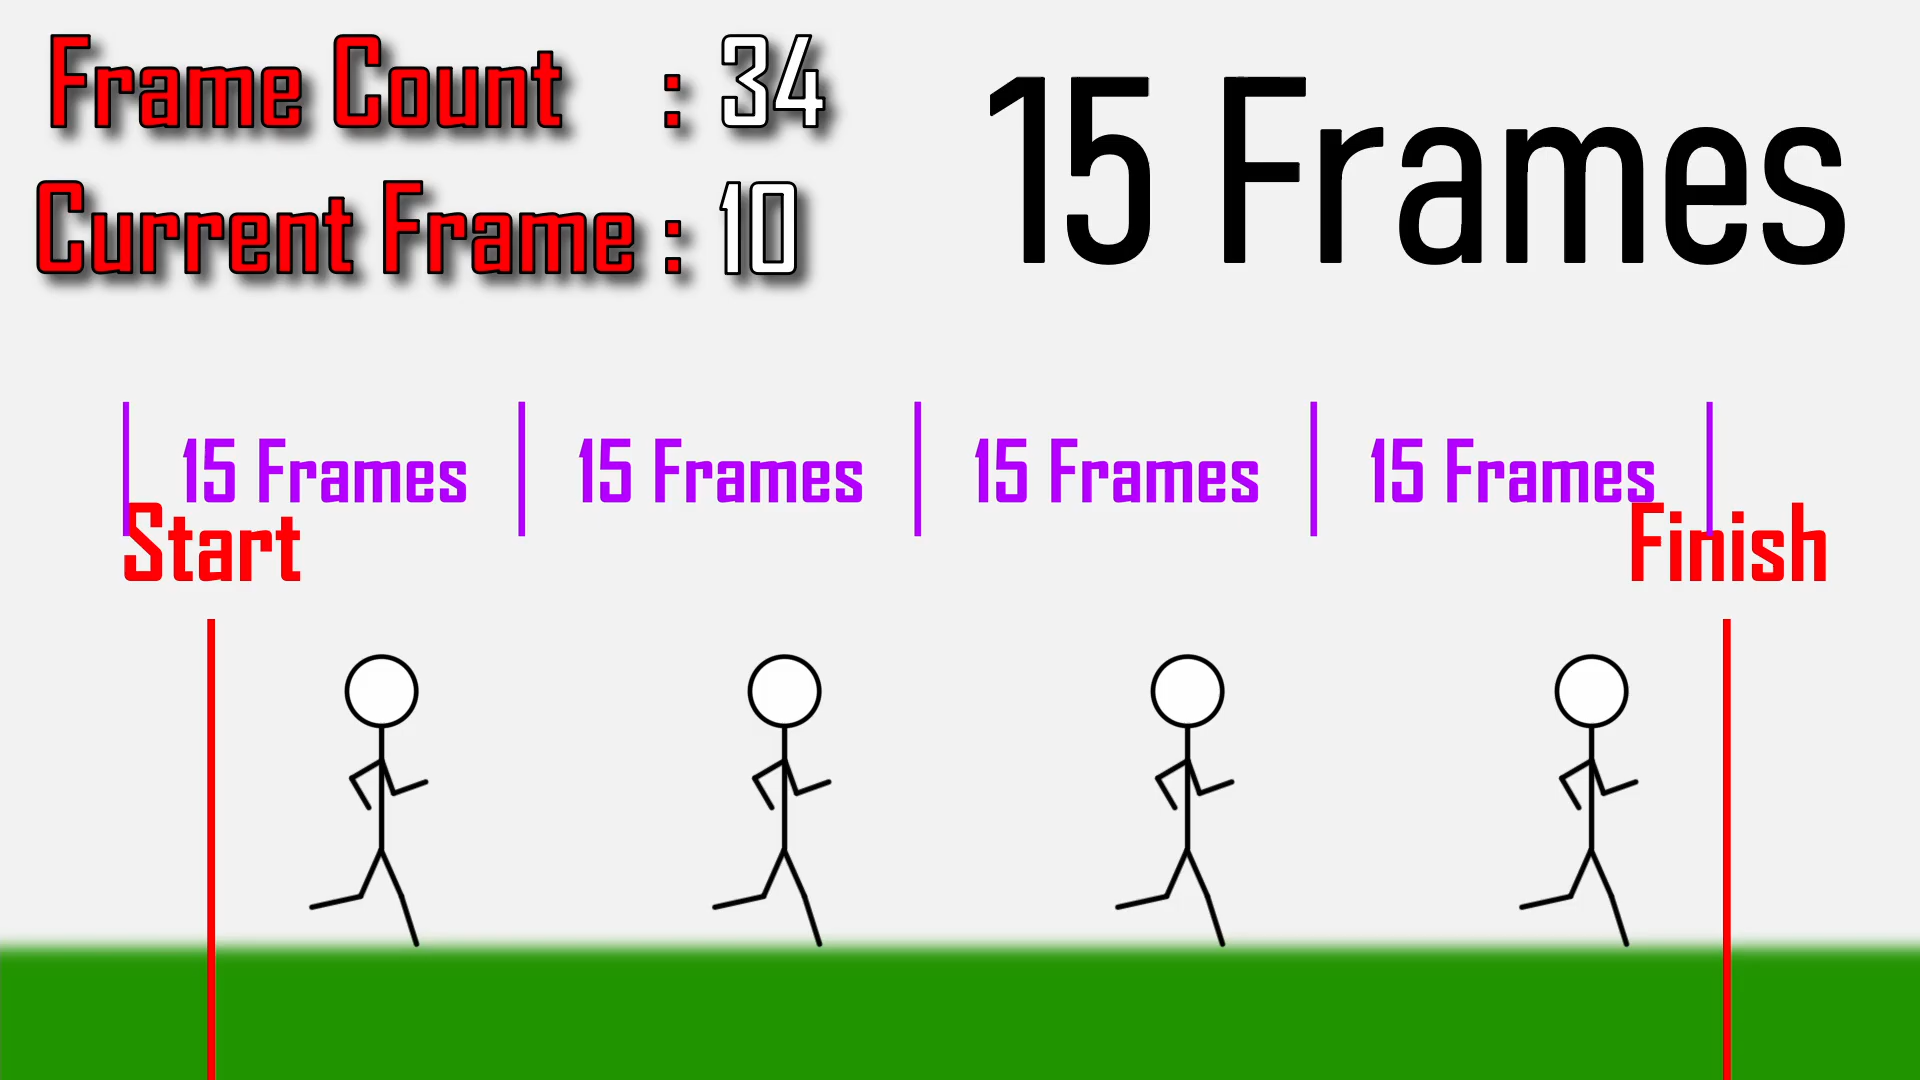 Frame Count : 34
Current Frame : 10
15 Frames
15 Frames 15 Frames 15 Frames 15 Frames
Start
Finish